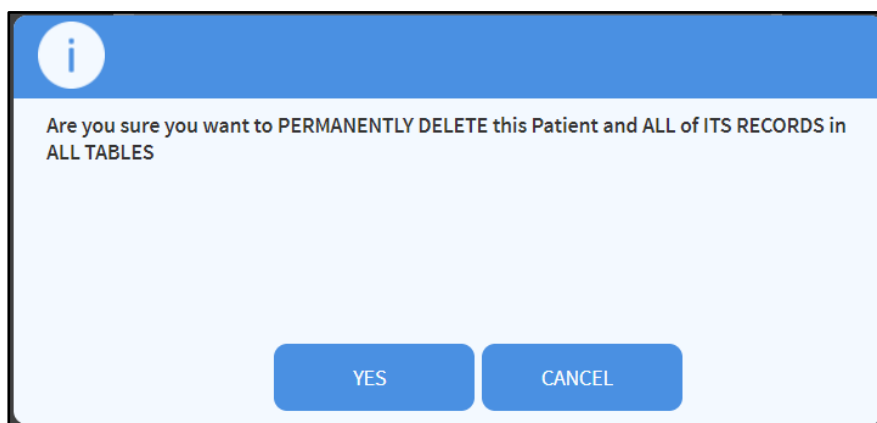 i
Are you sure you want to PERMANENTLY DELETE this Patient and ALL of ITS RECORDS in
ALL TABLES
YES
CANCEL